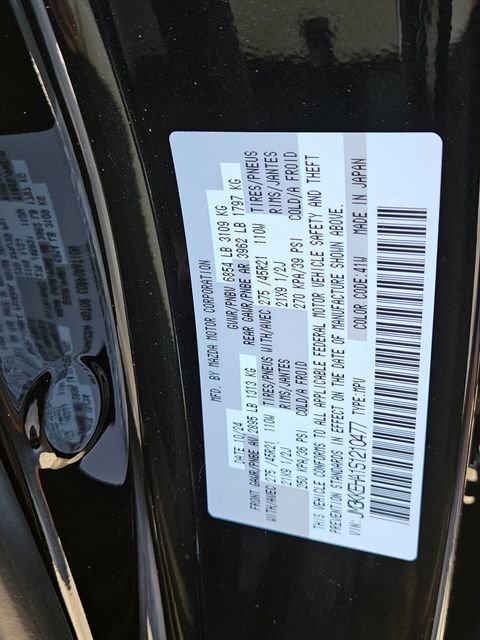 MFD. BY MAZDA MOTOR CORPORATION
DATE 10/24 GVWR/PNBV 6854 LB 3109 KG
FRONT GAWR/PNBE AV 2895 LB 1313 KG REAR GAWR/PNBE AR 3962 LB 1797 KG
WITH/AVEC 275 /45R21 110W TIRES/PNEUS WITH/AVEC 275 /45R21 110W TIRES/PNEUS
21X9 1/2J RIMS/JANTES 21X9 1/2J RIMS/JANTES
250 KPA/36 PSI COLD/A FROID 270 KPA/39 PSI COLD/A FROID
THIS VEHICLE CONFORMS TO ALL APPLICABLE FEDERAL MOTOR VEHICLE SAFETY AND THEFT
PREVENTION STANDARDS IN EFFECT ON THE DATE OF MANUFACTURE SHOWN ABOVE.
VIN: TYPE:MPV COLOR CODE:41W MADE IN JAPAN